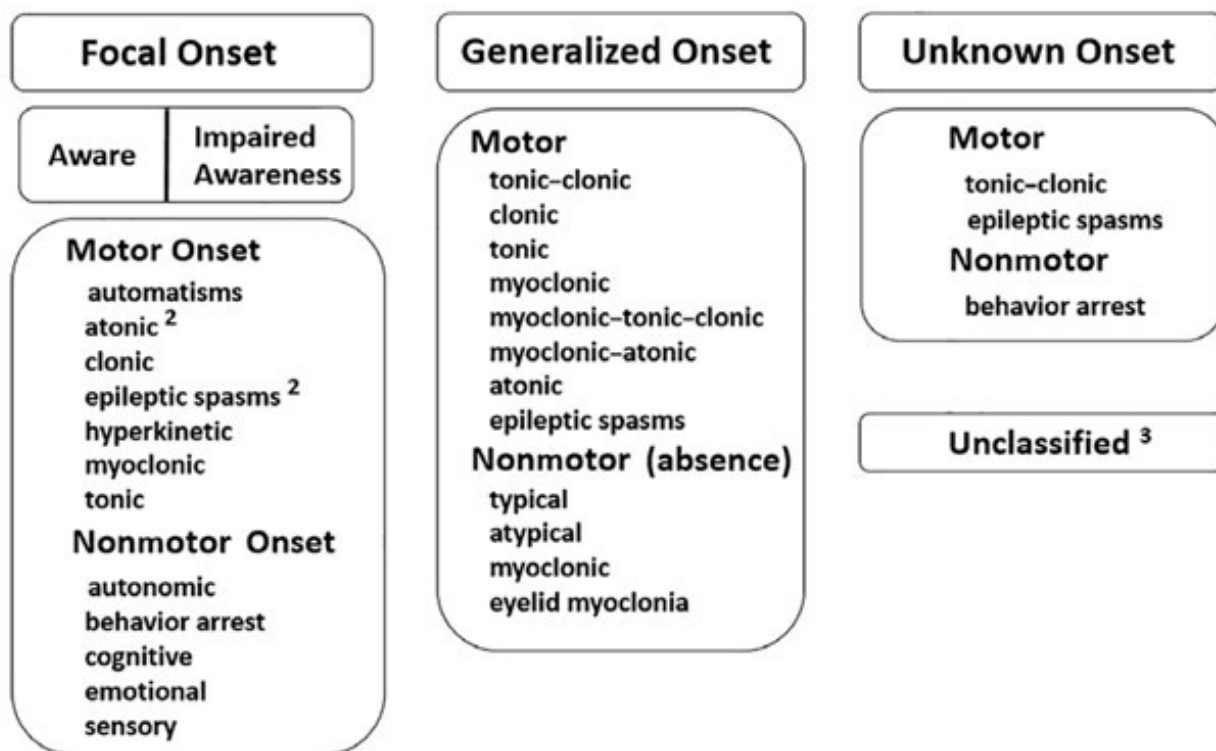 Focal Onset
Aware
Impaired
Awareness
Motor Onset
automatisms
atonic ²
clonic
epileptic spasms ²
hyperkinetic
myoclonic
tonic
Nonmotor Onset
autonomic
behavior arrest
cognitive
emotional
sensory
Generalized Onset
Motor
tonic–clonic
clonic
tonic
myoclonic
myoclonic–tonic–clonic
myoclonic–atonic
atonic
epileptic spasms
Nonmotor (absence)
typical
atypical
myoclonic
eyelid myoclonia
Unknown Onset
Motor
tonic–clonic
epileptic spasms
Nonmotor
behavior arrest
Unclassified ³